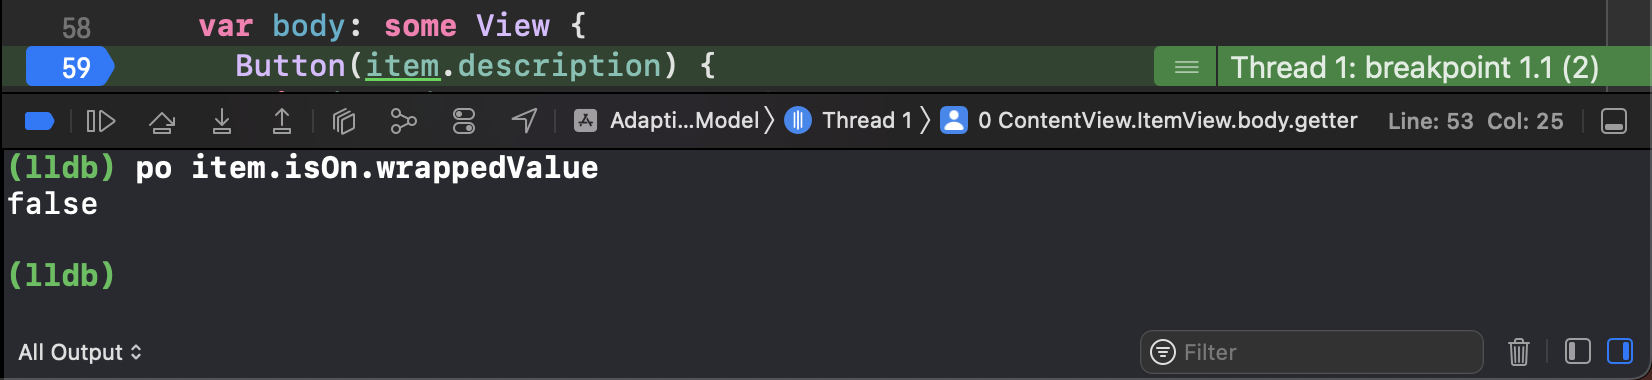 58 var body: some View {
59 Button(item.description) {
Thread 1: breakpoint 1.1 (2)
Adapti...Model Thread 1 0 ContentView.ItemView.body.getter Line: 53 Col: 25
(lldb) po item.isOn.wrappedValue
false
(lldb)
All Output Filter